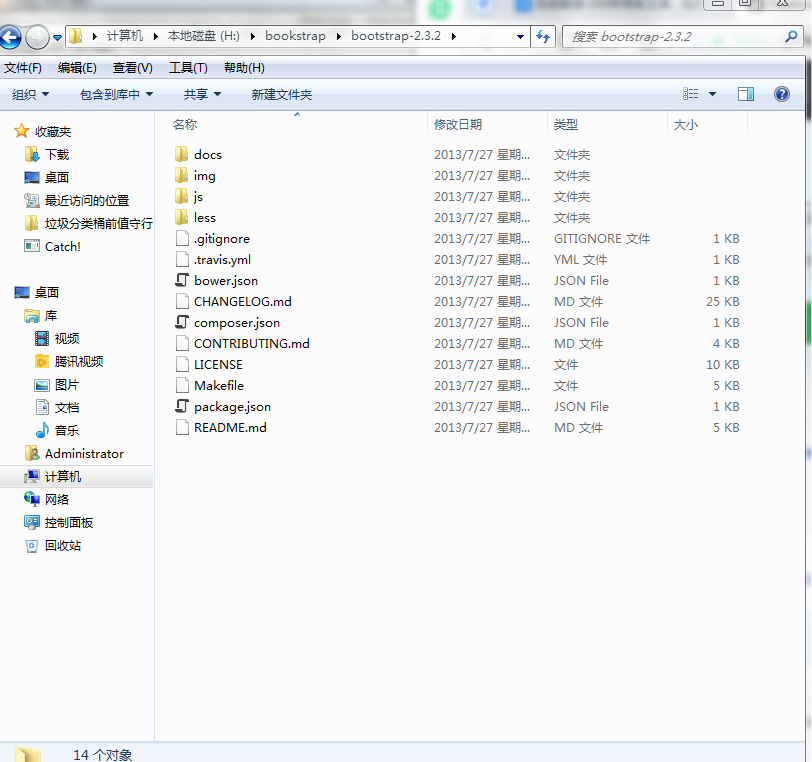 计算机 本地磁盘 (H:) bookstrap bootstrap-2.3.2 搜索 bootstrap-2.3.2
文件(F) 编辑(E) 查看(V) 工具(T) 帮助(H)
组织 包含到库中 共享 新建文件夹
收藏夹
下载
桌面
最近访问的位置
垃圾分类桶前值守行
Catch!
桌面
库
视频
腾讯视频
图片
文档
音乐
Administrator
计算机
网络
控制面板
回收站
名称 修改日期 类型 大小
docs 2013/7/27 星期... 文件夹
img 2013/7/27 星期... 文件夹
js 2013/7/27 星期... 文件夹
less 2013/7/27 星期... 文件夹
.gitignore 2013/7/27 星期... GITIGNORE 文件 1 KB
.travis.yml 2013/7/27 星期... YML 文件 1 KB
bower.json 2013/7/27 星期... JSON File 1 KB
CHANGELOG.md 2013/7/27 星期... MD 文件 25 KB
composer.json 2013/7/27 星期... JSON File 1 KB
CONTRIBUTING.md 2013/7/27 星期... MD 文件 4 KB
LICENSE 2013/7/27 星期... 文件 10 KB
Makefile 2013/7/27 星期... 文件 5 KB
package.json 2013/7/27 星期... JSON File 1 KB
README.md 2013/7/27 星期... MD 文件 5 KB
14 个对象